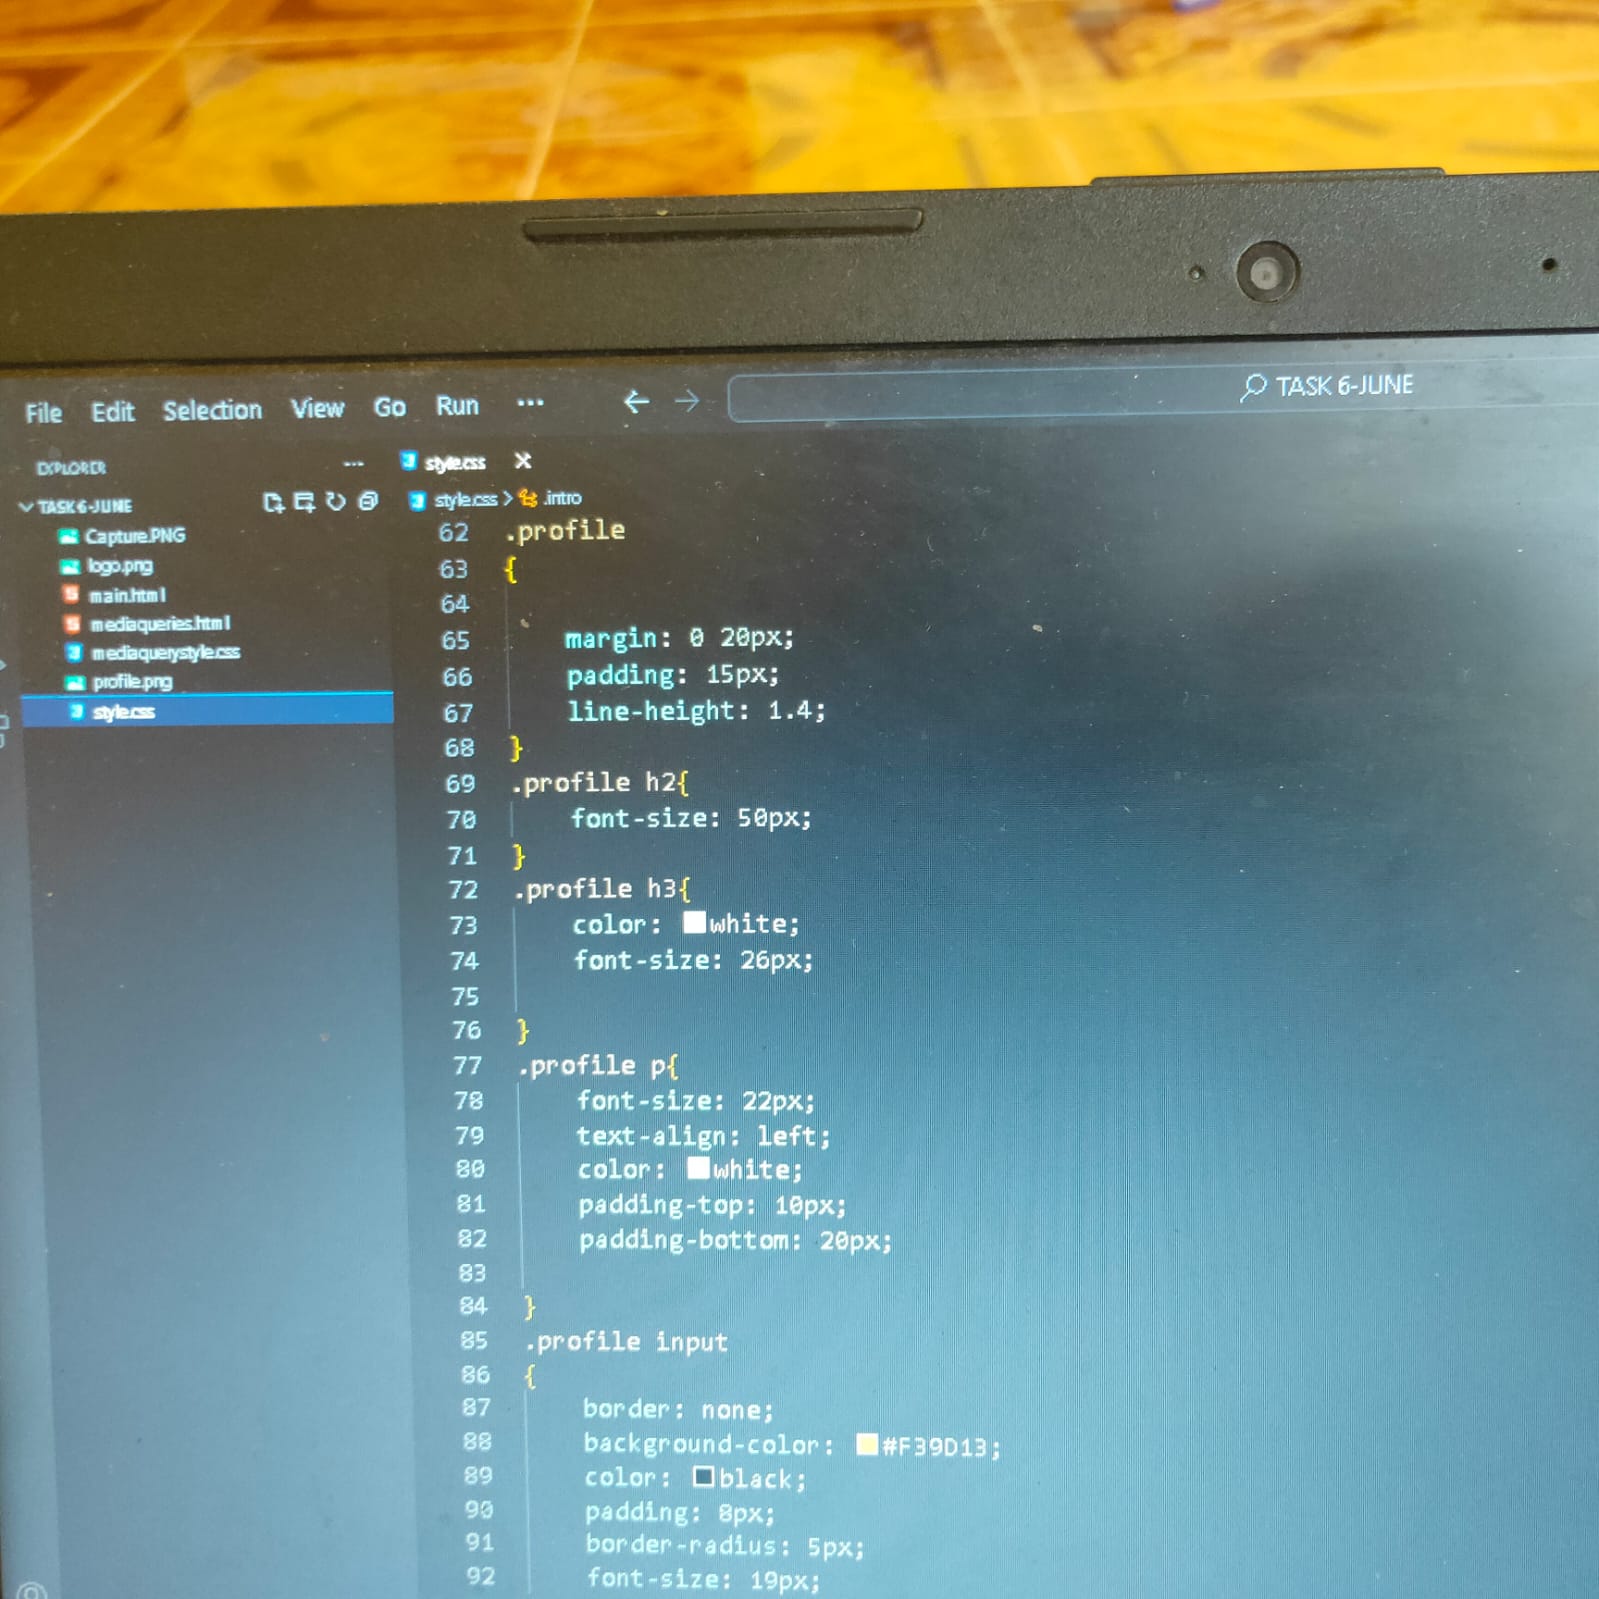 File Edit Selection View Go Run ··· ← → TASK 6-JUNE
EXPLORER ···
style.css ×
TASK 6-JUNE
style.css > .intro
Capture.PNG
logo.png
main.html
mediaqueries.html
mediaquerystyle.css
profile.png
style.css
62 .profile
63 {
64
65 margin: 0 20px;
66 padding: 15px;
67 line-height: 1.4;
68 }
69 .profile h2{
70 font-size: 50px;
71 }
72 .profile h3{
73 color: white;
74 font-size: 26px;
75
76 }
77 .profile p{
78 font-size: 22px;
79 text-align: left;
80 color: white;
81 padding-top: 10px;
82 padding-bottom: 20px;
83
84 }
85 .profile input
86 {
87 border: none;
88 background-color: #F39D13;
89 color: black;
90 padding: 8px;
91 border-radius: 5px;
92 font-size: 19px;